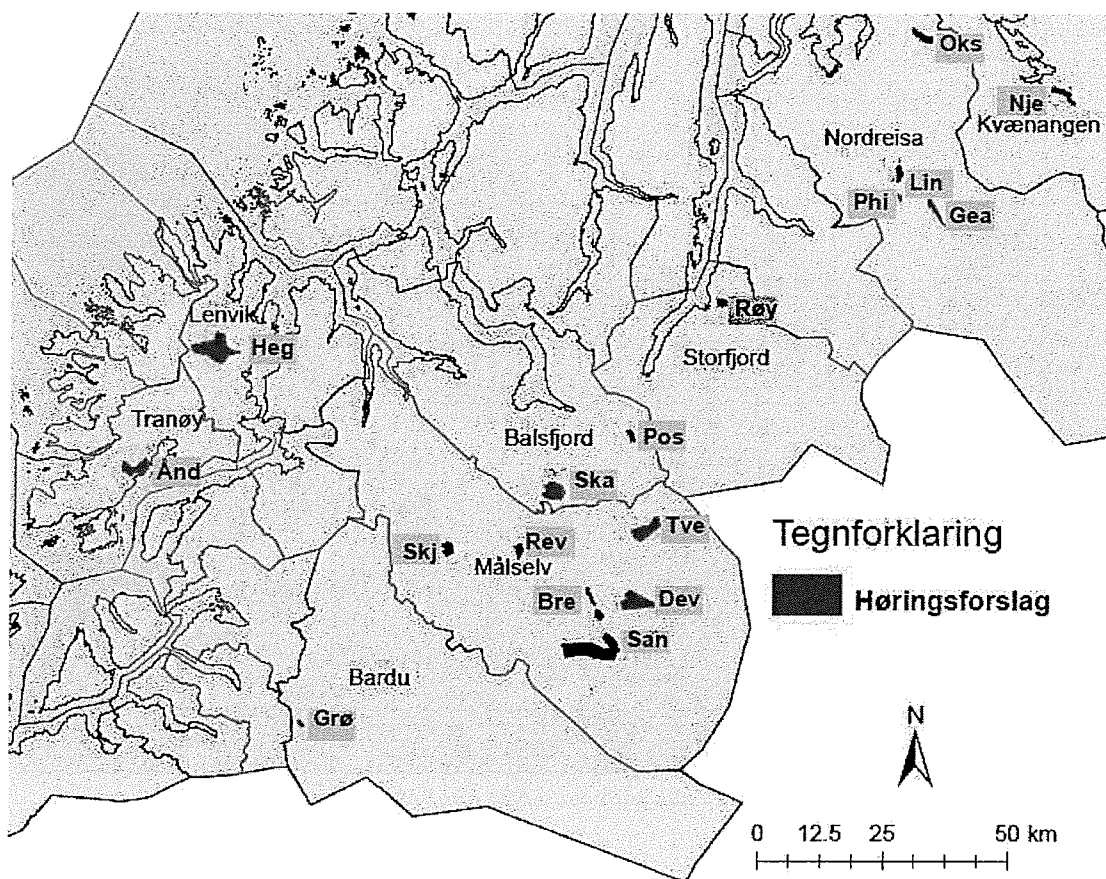 Oks
Nje
Kvænangen
Nordreisa
Lin
Phi
Gea
Lenvik
Heg
Røy
Storfjord
Tranøy
Ånd
Balsfjord
Pos
Ska
Tve
Skj
Rev
Målselv
Bre
Dev
San
Bardu
Grø
Tegnforklaring
Høringsforslag
N
0 12.5 25 50 km